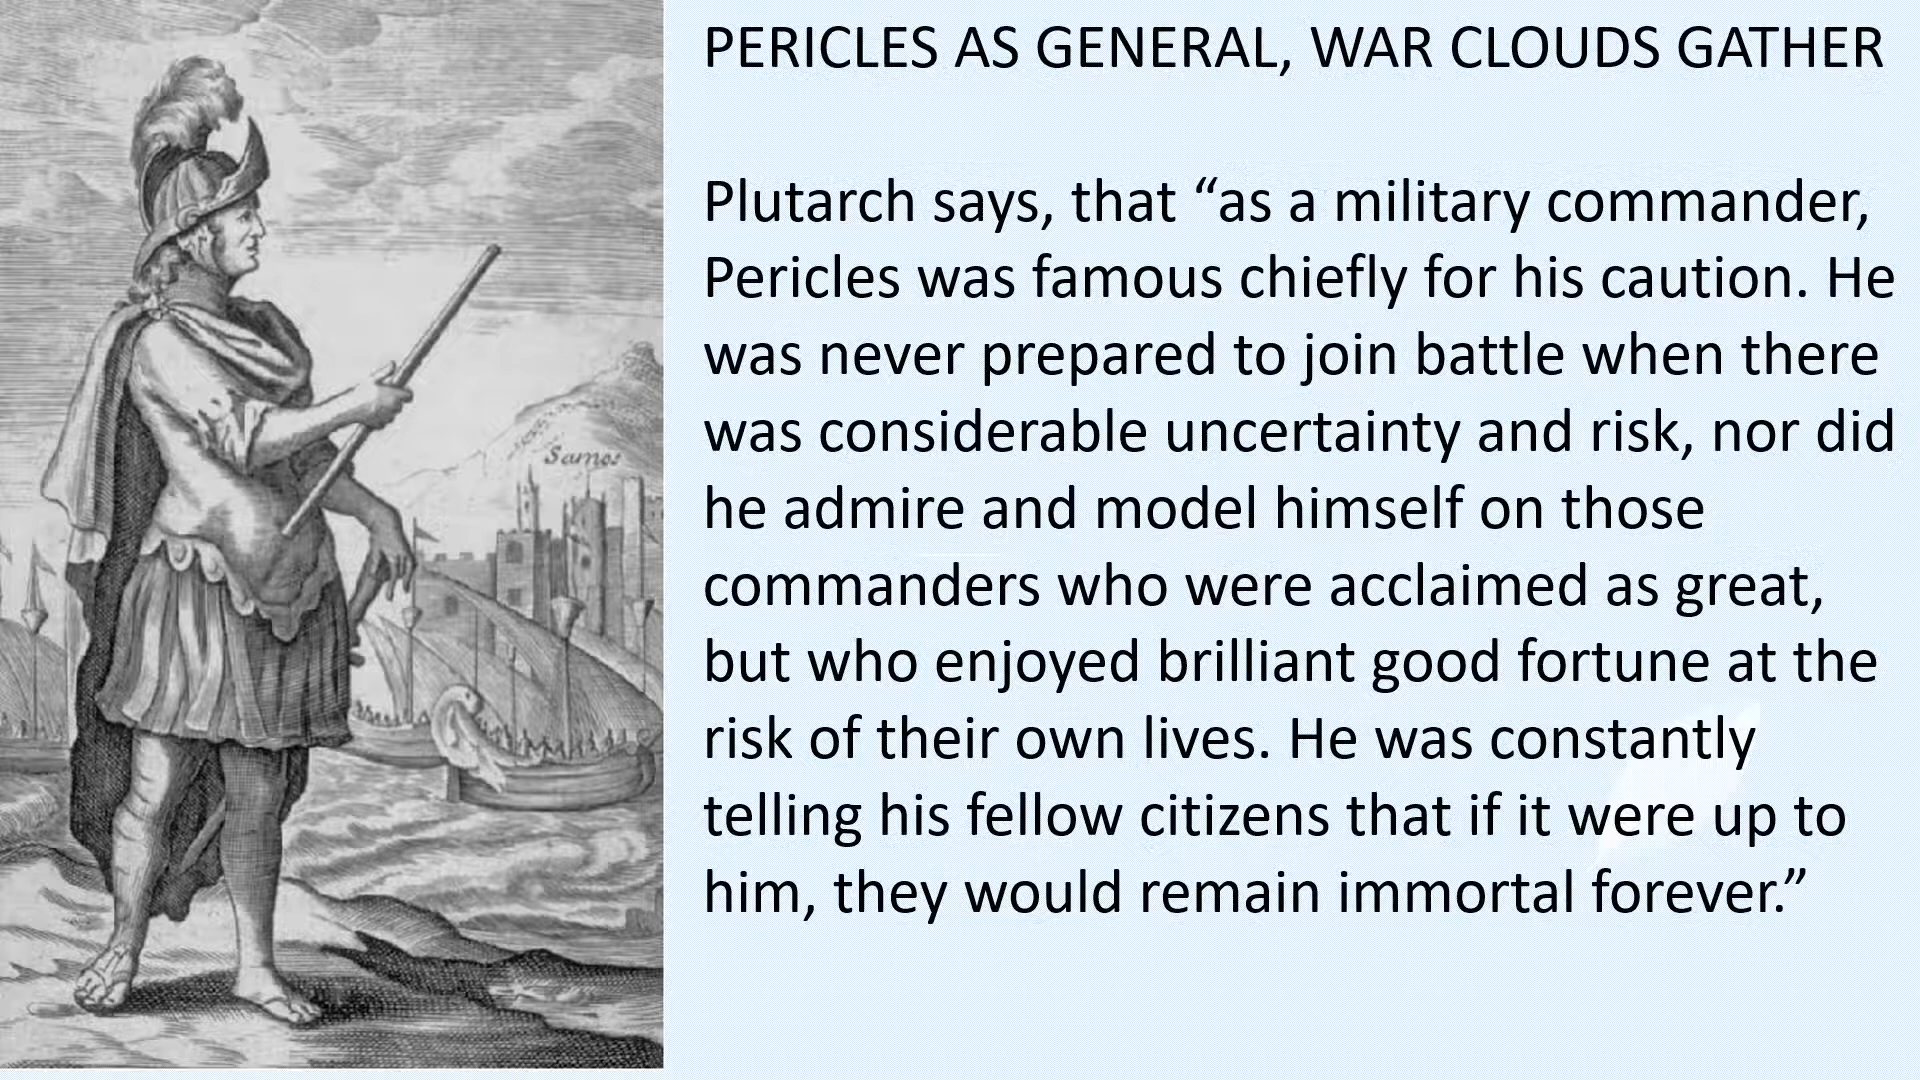 PERICLES AS GENERAL, WAR CLOUDS GATHER
Plutarch says, that “as a military commander,
Pericles was famous chiefly for his caution. He
was never prepared to join battle when there
was considerable uncertainty and risk, nor did
he admire and model himself on those
commanders who were acclaimed as great,
but who enjoyed brilliant good fortune at the
risk of their own lives. He was constantly
telling his fellow citizens that if it were up to
him, they would remain immortal forever.”
Samos